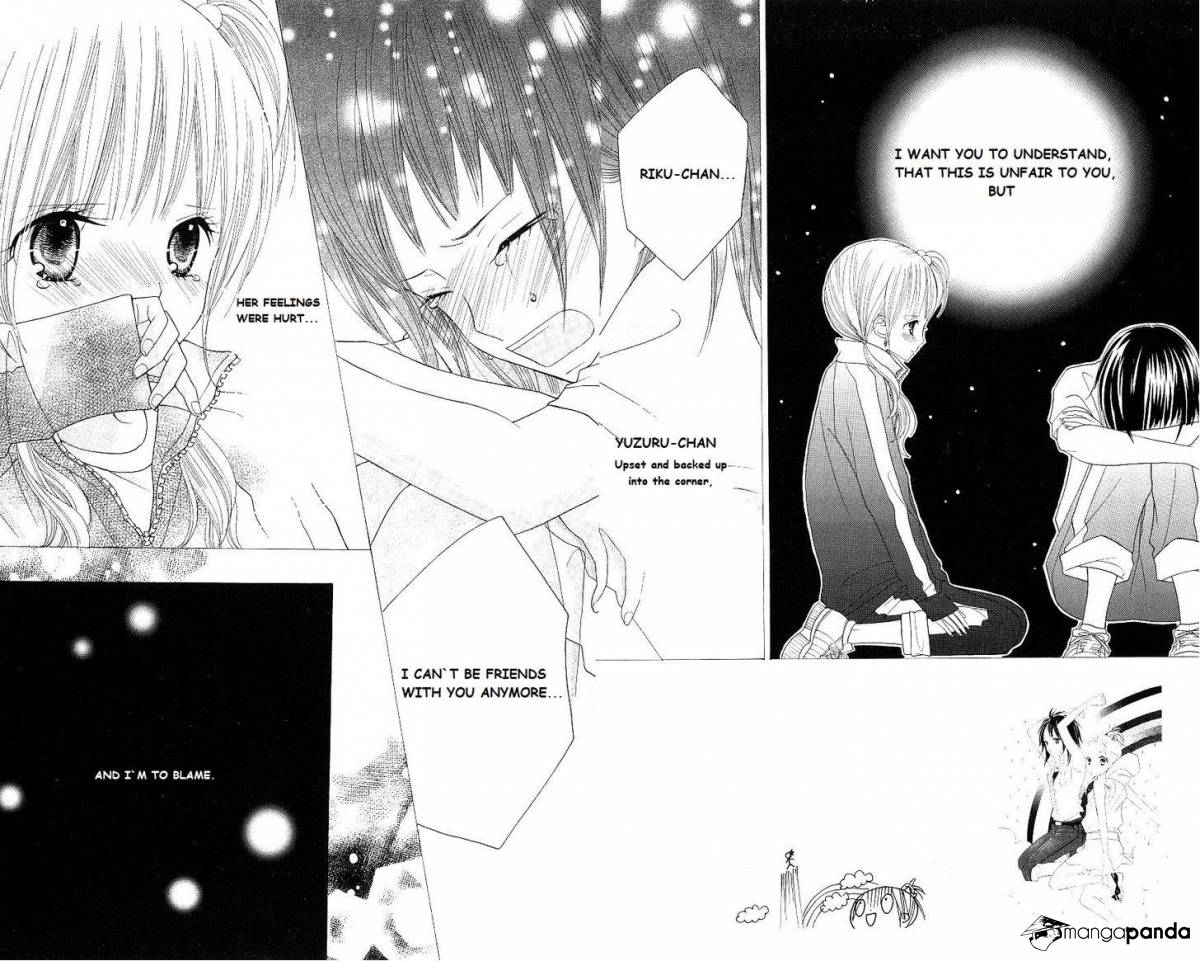 I WANT YOU TO UNDERSTAND,
THAT THIS IS UNFAIR TO YOU,
BUT
RIKU-CHAN...
YUZURU-CHAN
Upset and backed up
into the corner,
I CAN`T BE FRIENDS
WITH YOU ANYMORE...
HER FEELINGS
WERE HURT...
AND I`M TO BLAME.
mangapanda